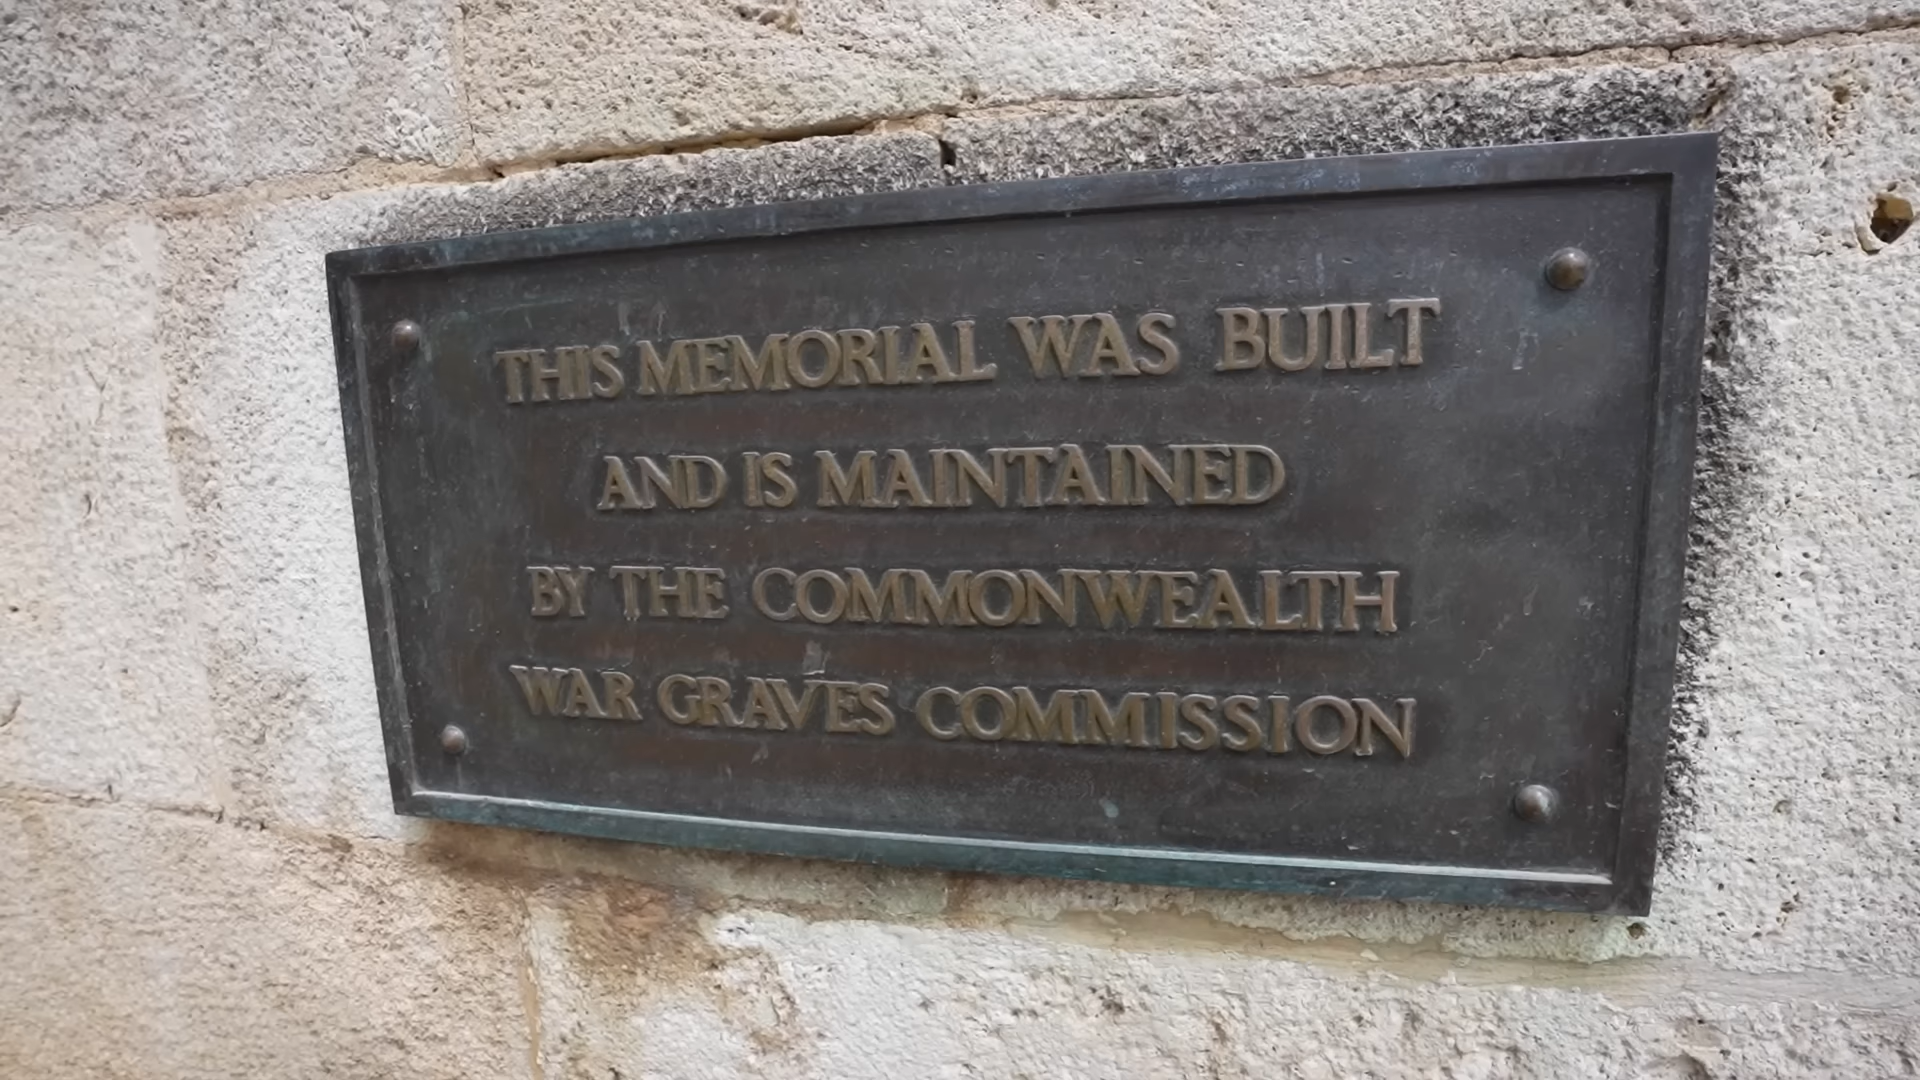 THIS MEMORIAL WAS BUILT
AND IS MAINTAINED
BY THE COMMONWEALTH
WAR GRAVES COMMISSION